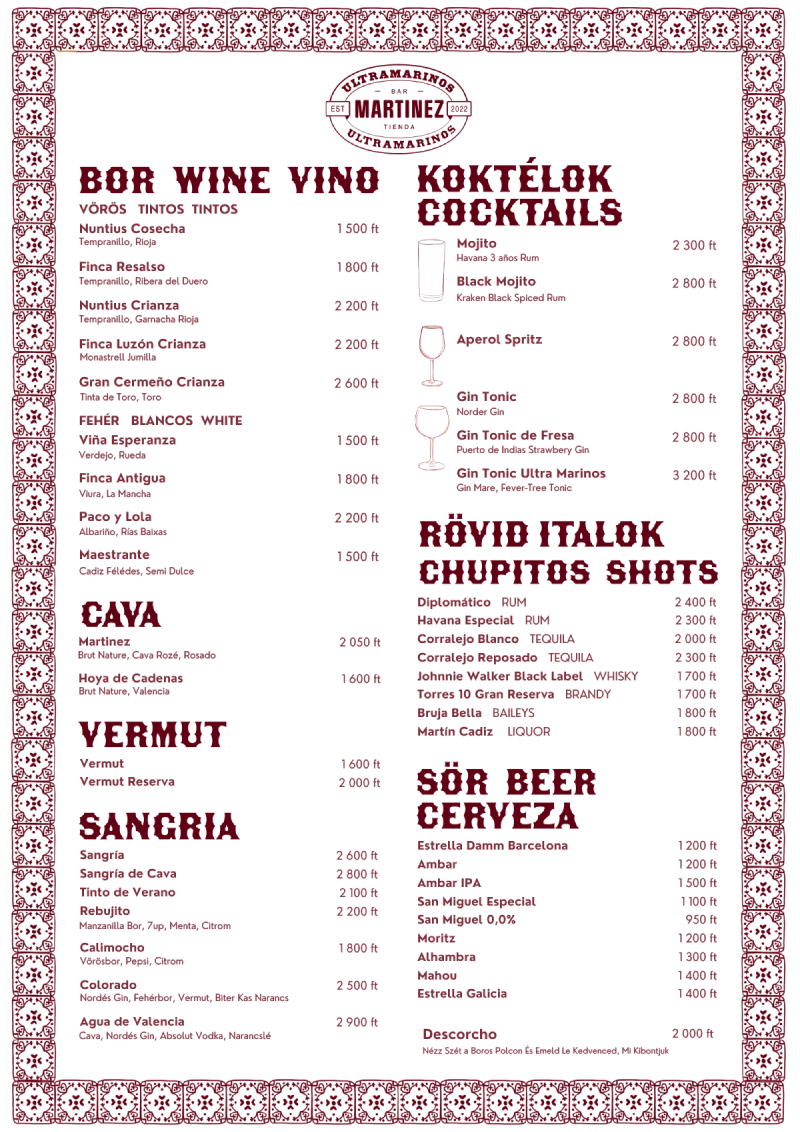 ULTRAMARINOS
BAR
EST MARTINEZ 2022
TIENDA
ULTRAMARINOS
BOR WINE VINO
VÖRÖS TINTOS TINTOS
Nuntius Cosecha 1 500 ft
Tempranillo, Rioja
Finca Resalso 1 800 ft
Tempranillo, Ribera del Duero
Nuntius Crianza 2 200 ft
Tempranillo, Garnacha Rioja
Finca Luzón Crianza 2 200 ft
Monastrell Jumilla
Gran Cermeño Crianza 2 600 ft
Tinta de Toro, Toro
FEHÉR BLANCOS WHITE
Viña Esperanza 1 500 ft
Verdejo, Rueda
Finca Antigua 1 800 ft
Viura, La Mancha
Paco y Lola 2 200 ft
Albariño, Rías Baixas
Maestrante 1 500 ft
Cadiz Félédes, Semi Dulce
CAVA
Martinez 2 050 ft
Brut Nature, Cava Rozé, Rosado
Hoya de Cadenas 1 600 ft
Brut Nature, Valencia
VERMUT
Vermut 1 600 ft
Vermut Reserva 2 000 ft
SANGRIA
Sangría 2 600 ft
Sangría de Cava 2 800 ft
Tinto de Verano 2 100 ft
Rebujito 2 200 ft
Manzanilla Bor, 7up, Menta, Citrom
Calimocho 1 800 ft
Vörösbor, Pepsi, Citrom
Colorado 2 500 ft
Nordés Gin, Fehérbor, Vermut, Biter Kas Narancs
Agua de Valencia 2 900 ft
Cava, Nordés Gin, Absolut Vodka, Narancslé
KOKTÉLOK
COCKTAILS
Mojito 2 300 ft
Havana 3 años Rum
Black Mojito 2 800 ft
Kraken Black Spiced Rum
Aperol Spritz 2 800 ft
Gin Tonic 2 800 ft
Norder Gin
Gin Tonic de Fresa 2 800 ft
Puerto de Indias Strawbery Gin
Gin Tonic Ultra Marinos 3 200 ft
Gin Mare, Fever-Tree Tonic
RÖVID ITALOK
CHUPITOS SHOTS
Diplomático RUM 2 400 ft
Havana Especial RUM 2 300 ft
Corralejo Blanco TEQUILA 2 000 ft
Corralejo Reposado TEQUILA 2 300 ft
Johnnie Walker Black Label WHISKY 1 700 ft
Torres 10 Gran Reserva BRANDY 1 700 ft
Bruja Bella BAILEYS 1 800 ft
Martín Cadiz LIQUOR 1 800 ft
SÖR BEER
CERVEZA
Estrella Damm Barcelona 1 200 ft
Ambar 1 200 ft
Ambar IPA 1 500 ft
San Miguel Especial 1 100 ft
San Miguel 0,0% 950 ft
Moritz 1 200 ft
Alhambra 1 300 ft
Mahou 1 400 ft
Estrella Galicia 1 400 ft
Descorcho 2 000 ft
Nézz Szét a Boros Polcon És Emeld Le Kedvenced, Mi Kibontjuk